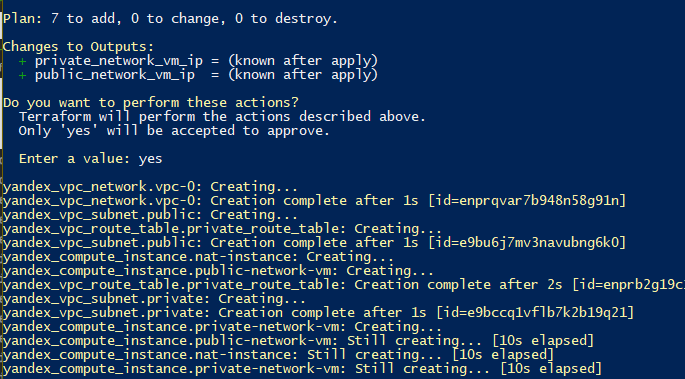 Plan: 7 to add, 0 to change, 0 to destroy.
Changes to Outputs:
+ private_network_vm_ip = (known after apply)
+ public_network_vm_ip  = (known after apply)
Do you want to perform these actions?
Terraform will perform the actions described above.
Only 'yes' will be accepted to approve.
Enter a value: yes
yandex_vpc_network.vpc-0: Creating...
yandex_vpc_network.vpc-0: Creation complete after 1s [id=enprqvar7b948n58g91n]
yandex_vpc_subnet.public: Creating...
yandex_vpc_route_table.private_route_table: Creating...
yandex_vpc_subnet.public: Creation complete after 1s [id=e9bu6j7mv3navubng6k0]
yandex_compute_instance.nat-instance: Creating...
yandex_compute_instance.public-network-vm: Creating...
yandex_vpc_route_table.private_route_table: Creation complete after 2s [id=enprb2g19c
yandex_vpc_subnet.private: Creating...
yandex_vpc_subnet.private: Creation complete after 1s [id=e9bccq1vflb7k2b19q21]
yandex_compute_instance.private-network-vm: Creating...
yandex_compute_instance.public-network-vm: Still creating... [10s elapsed]
yandex_compute_instance.nat-instance: Still creating... [10s elapsed]
yandex_compute_instance.private-network-vm: Still creating... [10s elapsed]